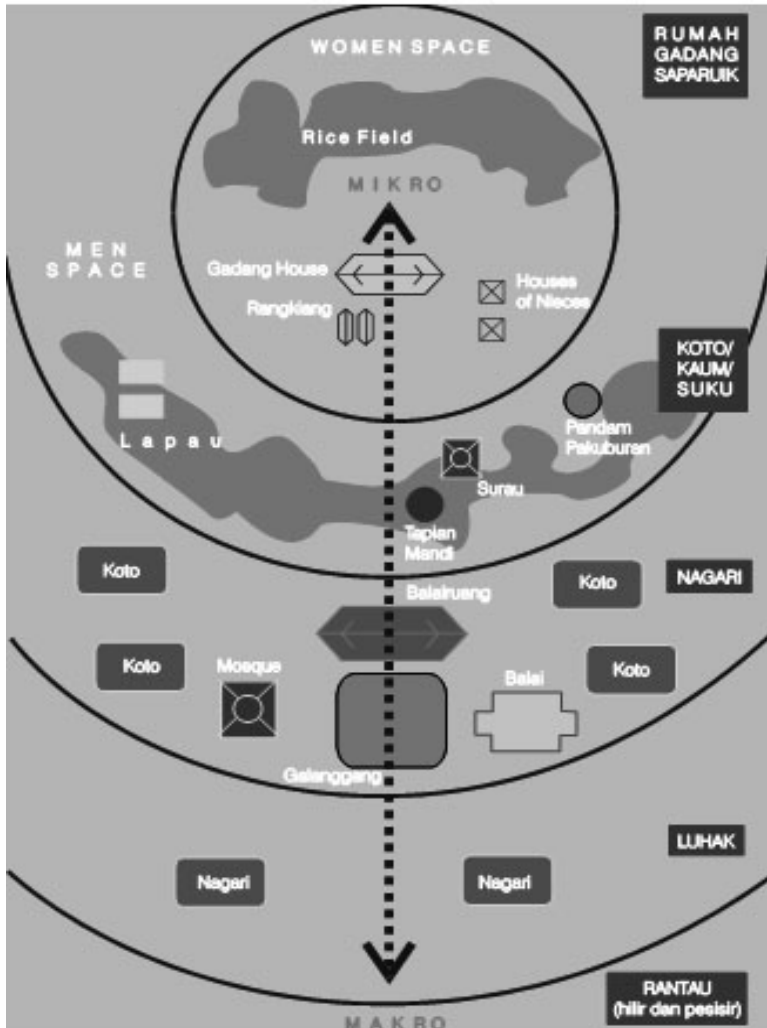 RUMAH
GADANG
SAPARUIK
WOMEN SPACE
Rice Field
MIKRO
MEN
SPACE
Gadang House
Houses
of Nieces
Rangkiang
KOTO/
KAUM/
SUKU
Lapau
Pandam
Pakuburan
Surau
Tapian
Mandi
Koto
Koto
NAGARI
Balairuang
Koto
Mosque
Balai
Koto
Galanggang
LUHAK
Nagari
Nagari
RANTAU
(hilir dan pesisir)
MAKRO